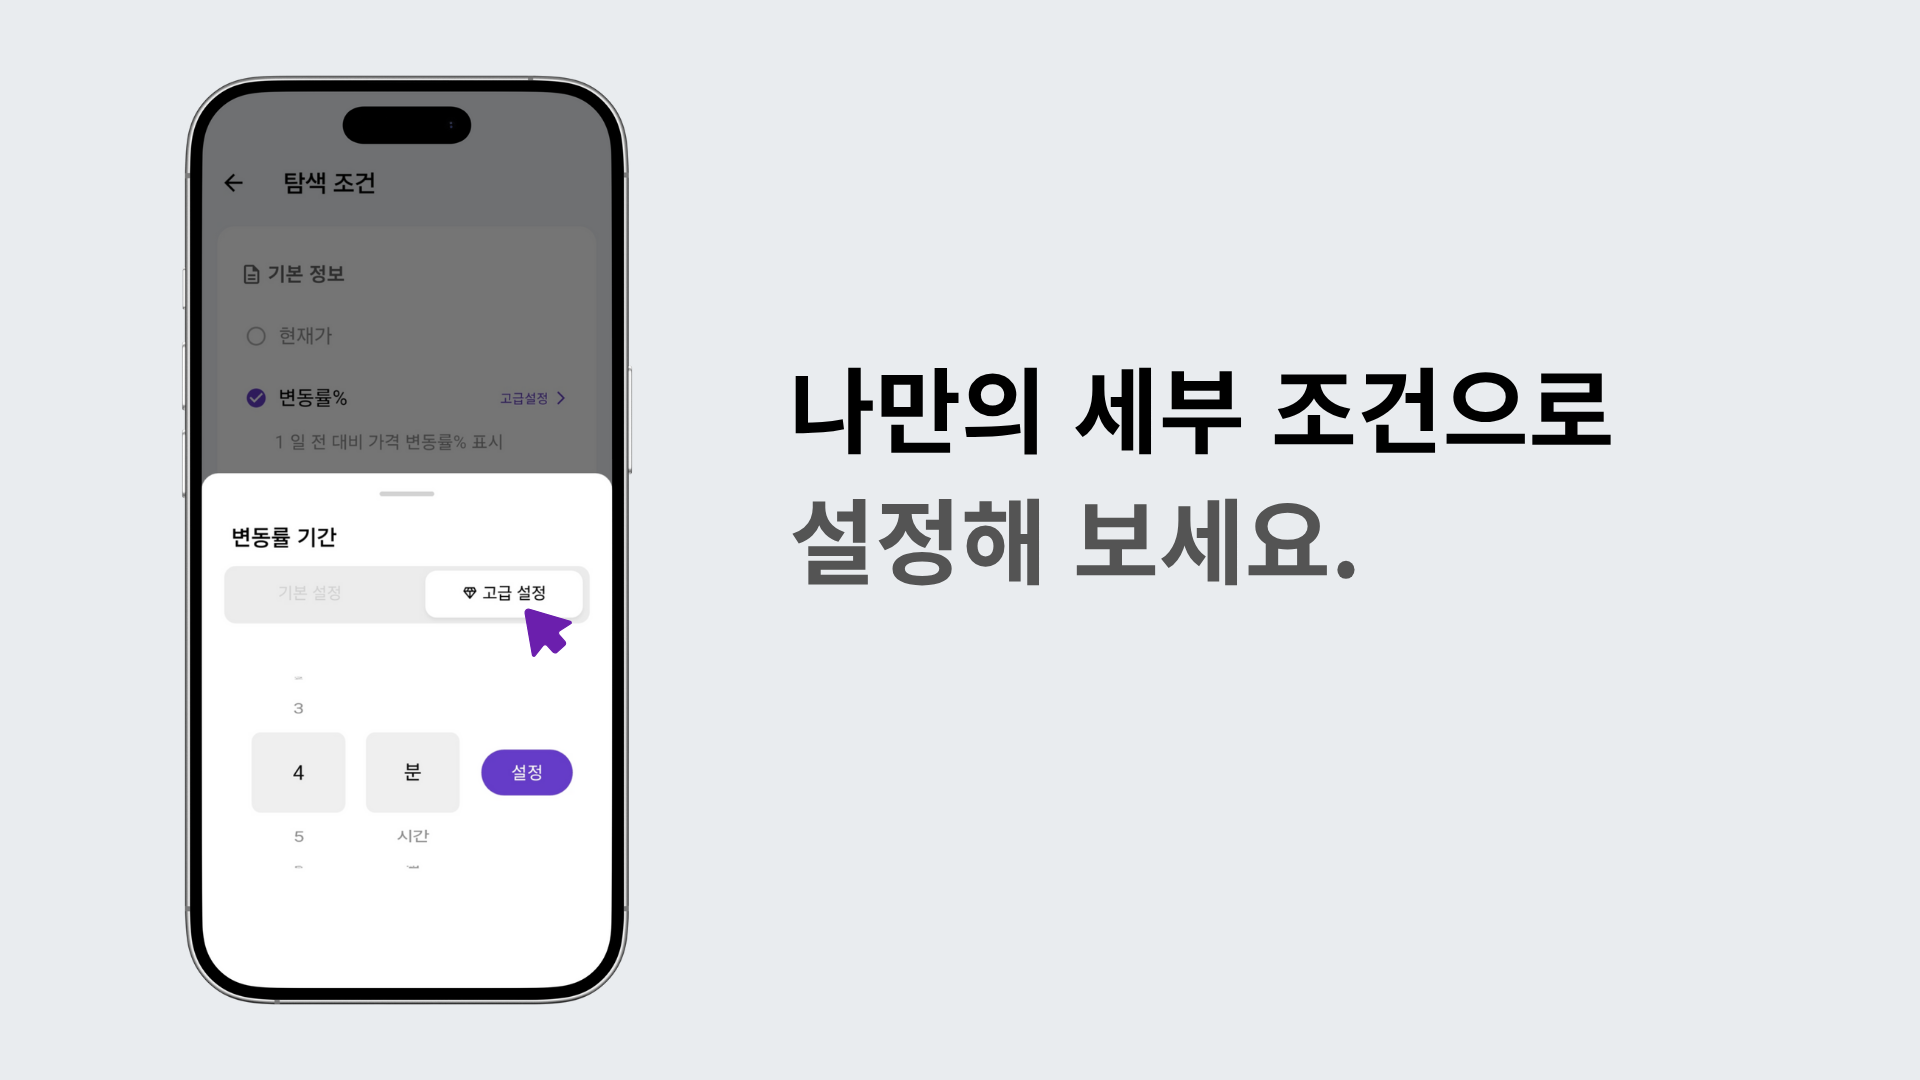 탐색 조건
기본 정보
현재가
변동률%
고급설정
1 일 전 대비 가격 변동률% 표시
변동률 기간
기본 설정
고급 설정
3
4
분
설정
5
시간
나만의 세부 조건으로
설정해 보세요.